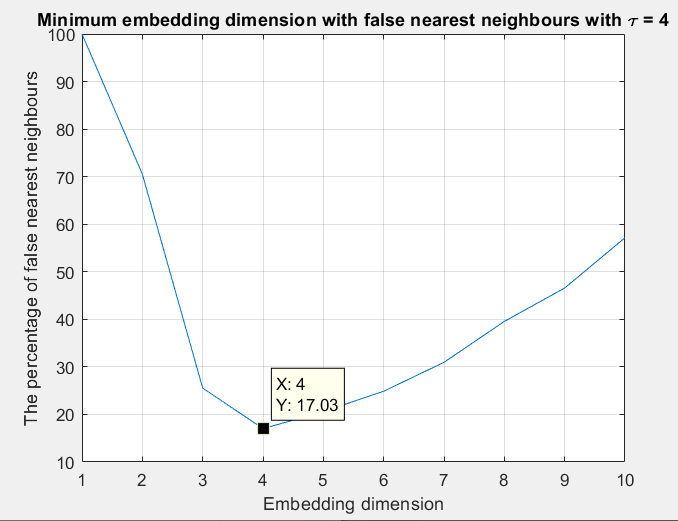 Minimum embedding dimension with false nearest neighbours with τ = 4
The percentage of false nearest neighbours
100
90
80
70
60
50
40
30
20
10
X: 4
Y: 17.03
1 2 3 4 5 6 7 8 9 10
Embedding dimension